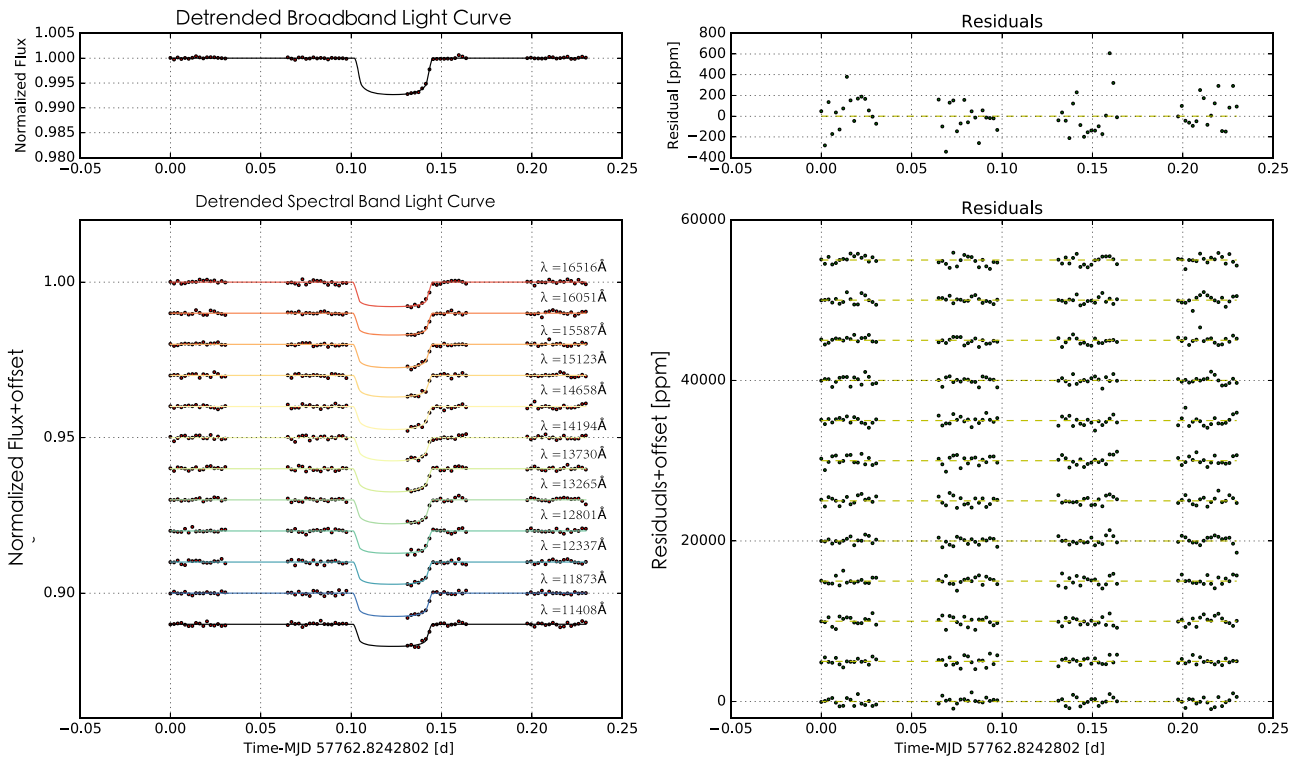 Detrended Broadband Light Curve
Normalized Flux
1.005
1.000
0.995
0.990
0.985
0.980
−0.05 0.00 0.05 0.10 0.15 0.20 0.25
Residuals
Residual [ppm]
800
600
400
200
0
−200
−400
−0.05 0.00 0.05 0.10 0.15 0.20 0.25
Detrended Spectral Band Light Curve
Normalized Flux+offset
1.00
0.95
0.90
λ =16516Å
λ =16051Å
λ =15587Å
λ =15123Å
λ =14658Å
λ =14194Å
λ =13730Å
λ =13265Å
λ =12801Å
λ =12337Å
λ =11873Å
λ =11408Å
−0.05 0.00 0.05 0.10 0.15 0.20 0.25
Time-MJD 57762.8242802 [d]
Residuals
Residuals+offset [ppm]
60000
40000
20000
0
−0.05 0.00 0.05 0.10 0.15 0.20 0.25
Time-MJD 57762.8242802 [d]